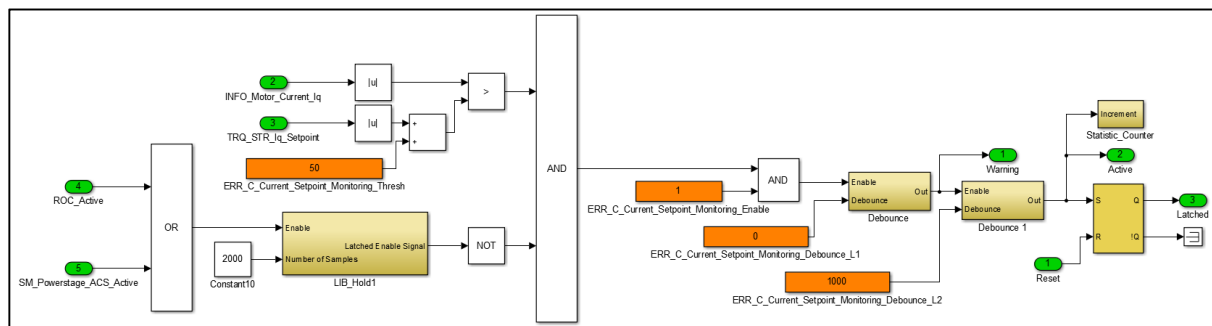 2
|u|
INFO_Motor_Current_Iq
3
|u|
TRQ_STR_Iq_Setpoint
+
+
>
50
ERR_C_Current_Setpoint_Monitoring_Thresh
4
ROC_Active
5
SM_Powerstage_ACS_Active
OR
2000
Constant10
Enable
Number of Samples
Latched Enable Signal
LIB_Hold1
NOT
AND
1
ERR_C_Current_Setpoint_Monitoring_Enable
AND
0
ERR_C_Current_Setpoint_Monitoring_Debounce_L1
Enable
Debounce
Out
Debounce
1
Warning
1000
ERR_C_Current_Setpoint_Monitoring_Debounce_L2
Enable
Debounce
Out
Debounce 1
Increment
Statistic_Counter
2
Active
S
R
Q
!Q
3
Latched
1
Reset